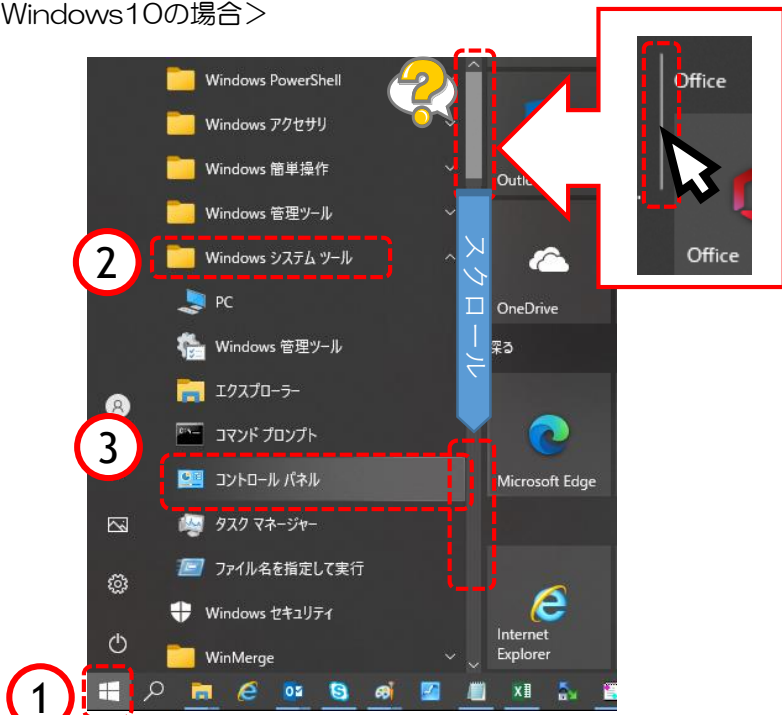 Windows10の場合＞
Windows PowerShell
Windows アクセサリ
Windows 簡単操作
Windows 管理ツール
2
Windows システム ツール
PC
Windows 管理ツール
エクスプローラー
コマンド プロンプト
3
コントロール パネル
タスク マネージャー
ファイル名を指定して実行
Windows セキュリティ
WinMerge
1
?
スクロール
OneDrive
探る
Microsoft Edge
Internet
Explorer
Office
Office